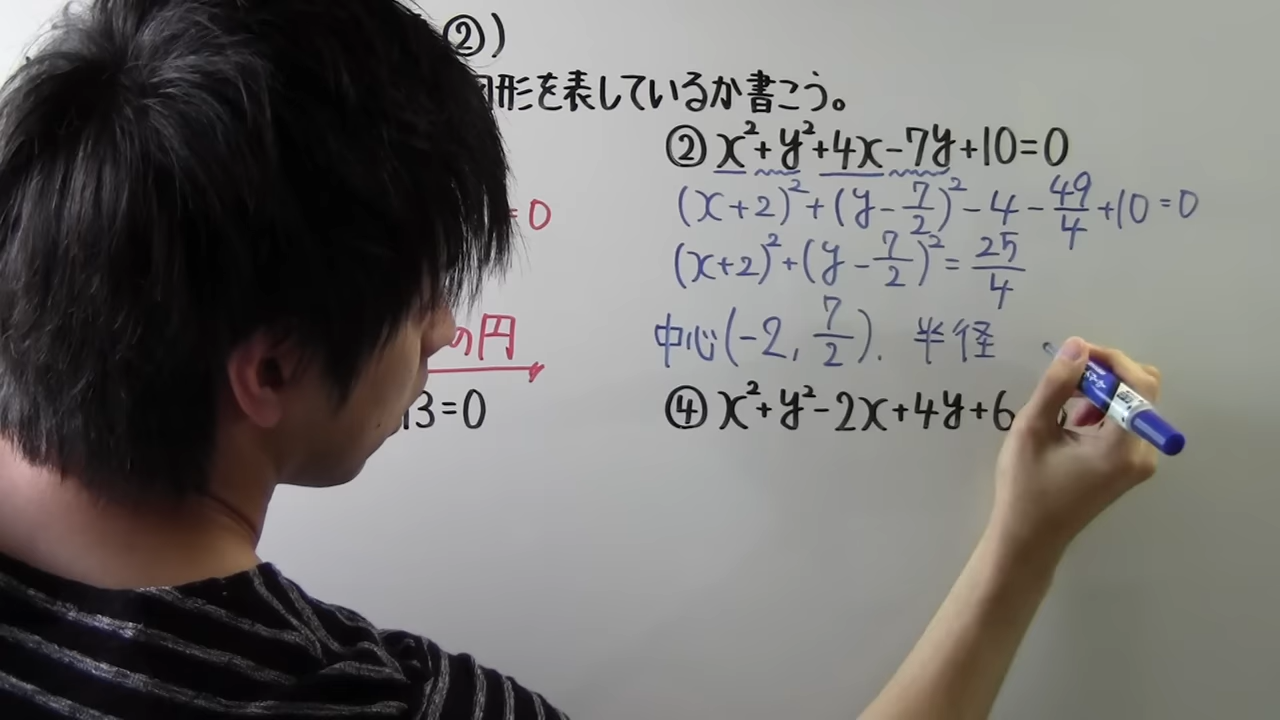 ②)
図形を表しているか書こう。
② x²+y²+4x-7y+10=0
(x+2)²+(y-7/2)²-4-49/4+10=0
(x+2)²+(y-7/2)²=25/4
中心(-2, 7/2). 半径
=0
の円
13=0
④ x²+y²-2x+4y+6